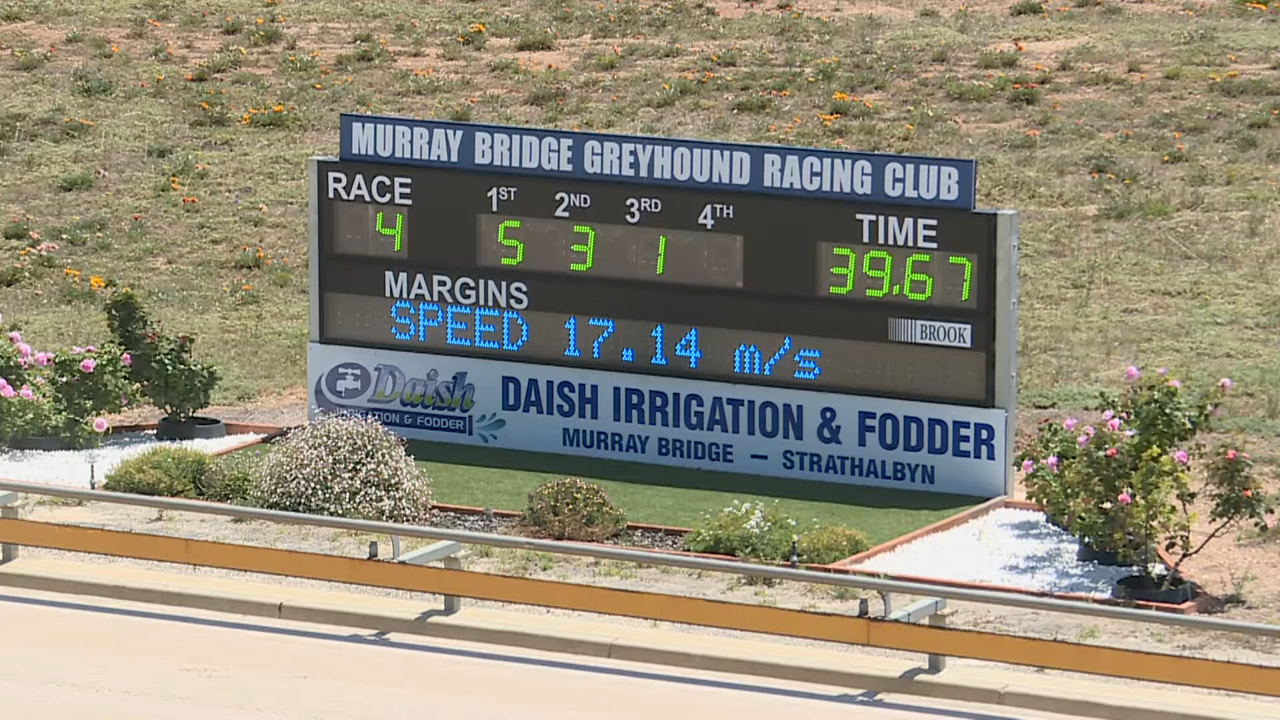 MURRAY BRIDGE GREYHOUND RACING CLUB
RACE 1ST 2ND 3RD 4TH TIME
4 5 3 1 39.67
MARGINS
SPEED 17.14 m/s
BROOK
Daish
IRRIGATION & FODDER
DAISH IRRIGATION & FODDER
MURRAY BRIDGE – STRATHALBYN